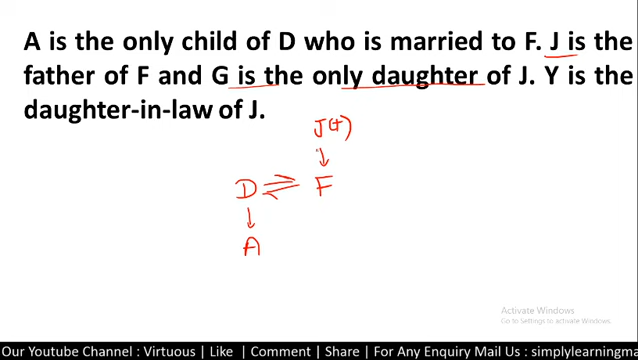 A is the only child of D who is married to F. J is the
father of F and G is the only daughter of J. Y is the
daughter-in-law of J.
J(+)
D F
A
Activate Windows
Go to Settings to activate Windows.
Our Youtube Channel : Virtuous | Like | Comment | Share | For Any Enquiry Mail Us : simplylearningma